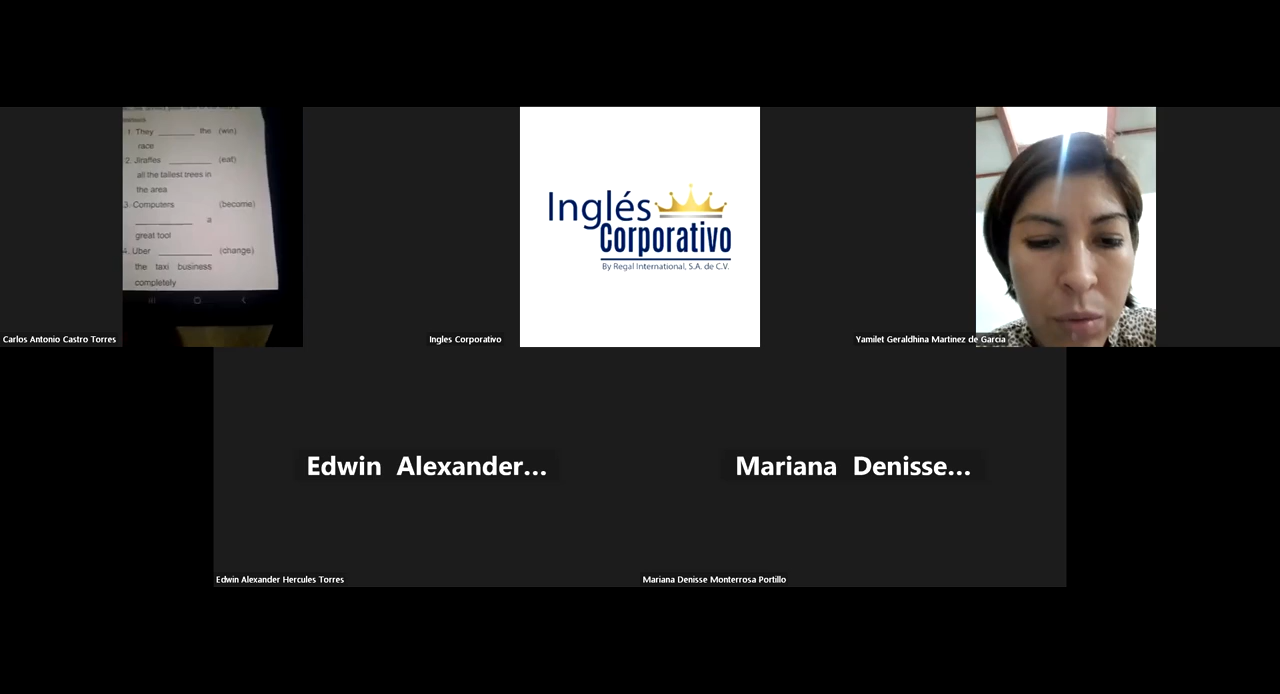 1. They ________ the (win)
race
2. Jiraffes ________ (eat)
all the tallest trees in
the area
3. Computers (become)
________ a
great tool
4. Uber ________ (change)
the taxi business
completely
Carlos Antonio Castro Torres
Inglés
Corporativo
By Regal International, S.A. de C.V.
Ingles Corporativo
Yamilet Geraldhina Martinez de Garcia
Edwin Alexander...
Edwin Alexander Hercules Torres
Mariana Denisse...
Mariana Denisse Monterrosa Portillo